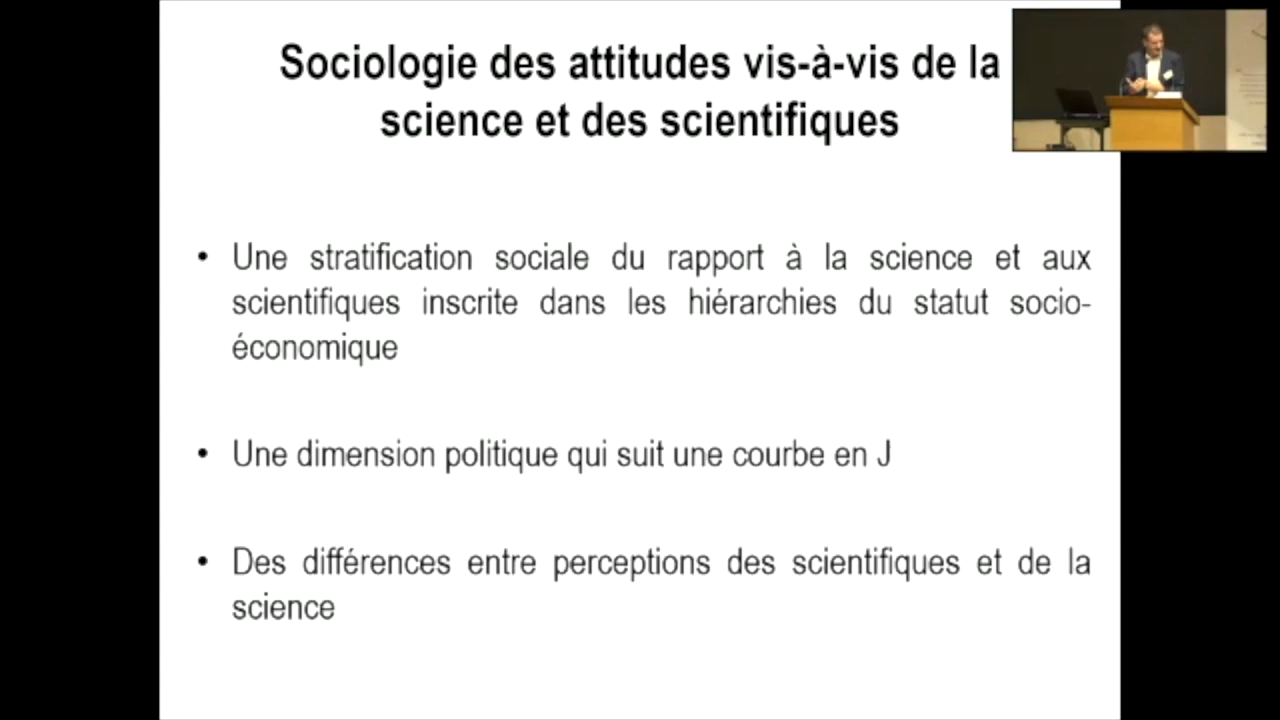 Sociologie des attitudes vis-à-vis de la
science et des scientifiques
• Une stratification sociale du rapport à la science et aux
scientifiques inscrite dans les hiérarchies du statut socio-
économique
• Une dimension politique qui suit une courbe en J
• Des différences entre perceptions des scientifiques et de la
science